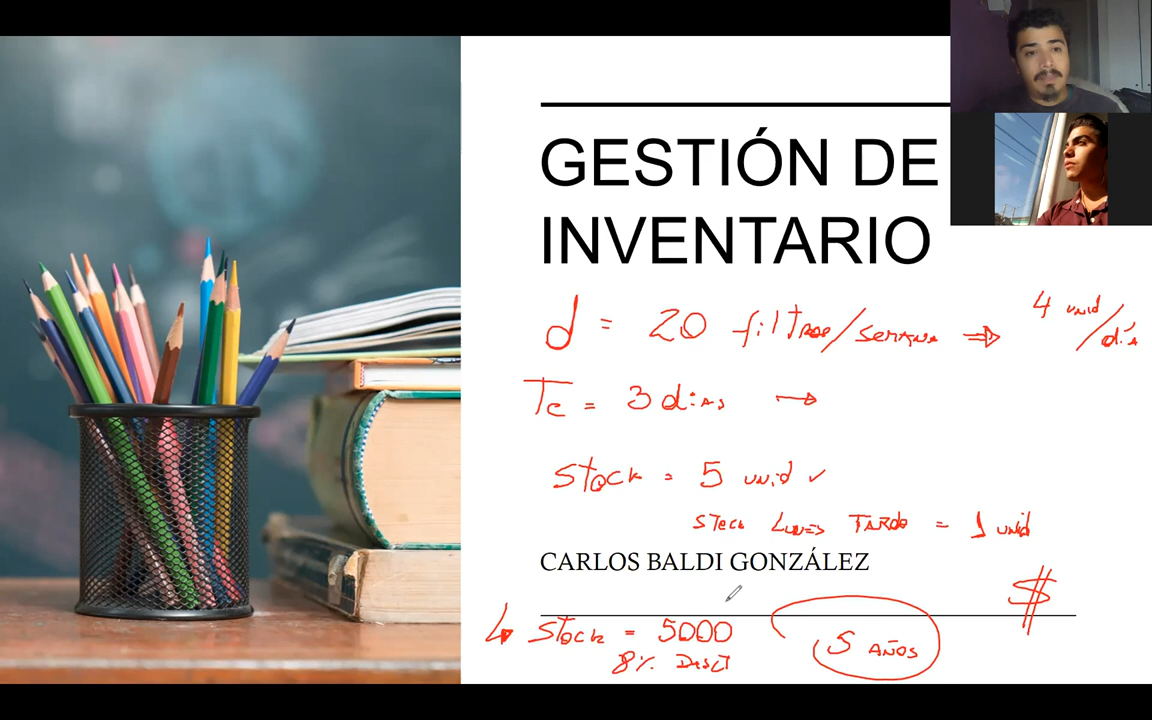 GESTIÓN DE
INVENTARIO
d = 20 filtros/semana ⇒ 4 unid/día
Tc = 3 días →
Stock = 5 unid ✓
Stock Lunes Tarde = 1 unid
CARLOS BALDI GONZÁLEZ
$
↳ Stock = 5000
8% Desct
5 AÑOS